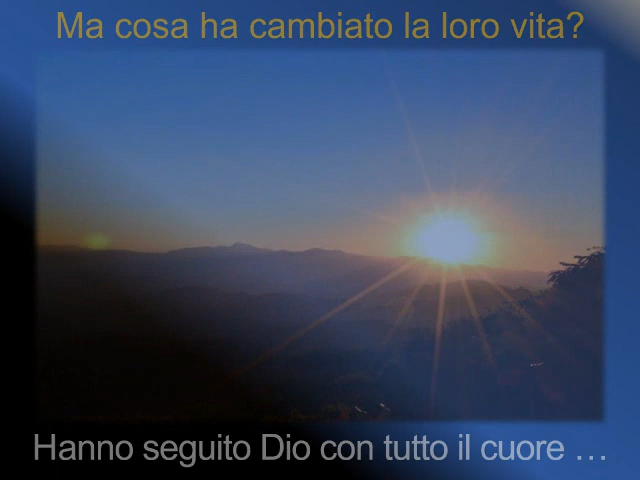 Ma cosa ha cambiato la loro vita?
Hanno seguito Dio con tutto il cuore …